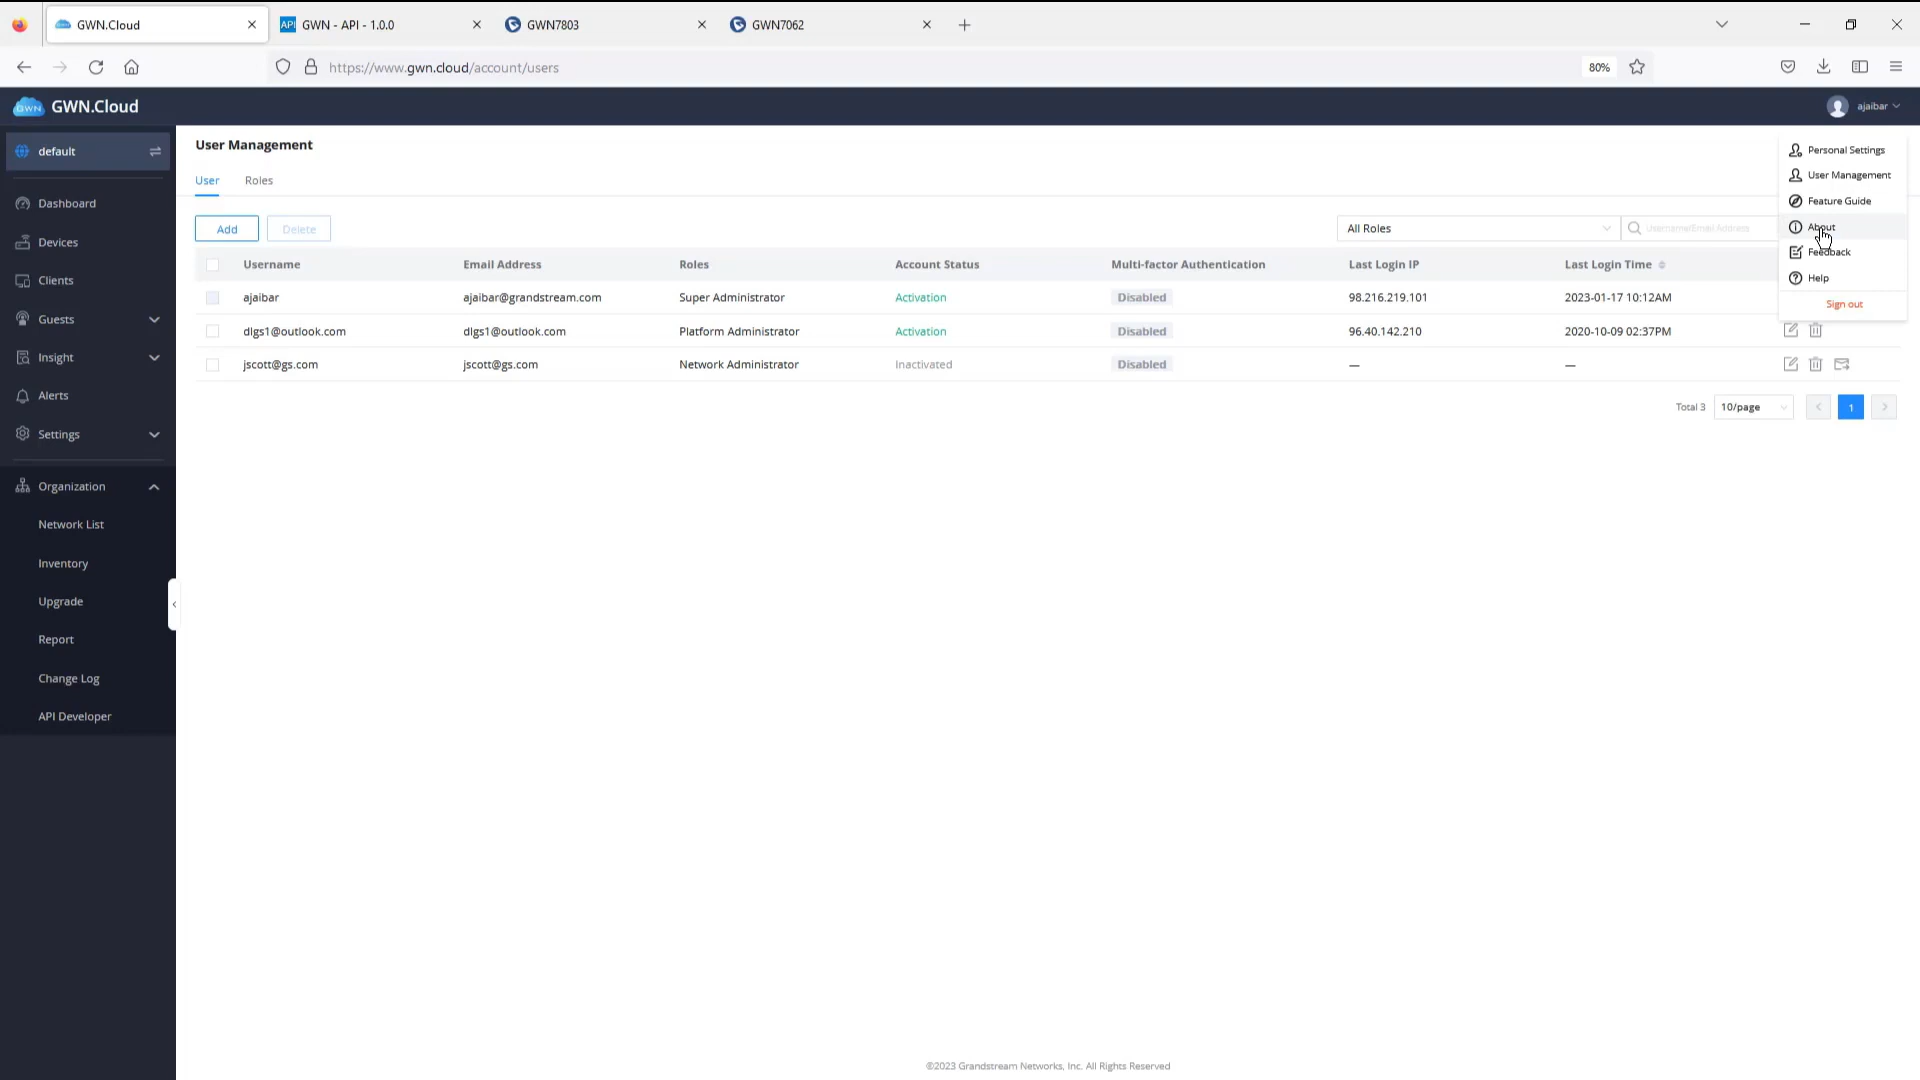 GWN.Cloud
API GWN - API - 1.0.0
GWN7803
GWN7062
https://www.gwn.cloud/account/users
80%
GWN GWN.Cloud
ajaibar
default
Dashboard
Devices
Clients
Guests
Insight
Alerts
Settings
Organization
Network List
Inventory
Upgrade
Report
Change Log
API Developer
User Management
User Roles
Add Delete
All Roles
Username/Email Address
Username Email Address Roles Account Status Multi-factor Authentication Last Login IP Last Login Time
ajaibar ajaibar@grandstream.com Super Administrator Activation Disabled 98.216.219.101 2023-01-17 10:12AM
dlgs1@outlook.com dlgs1@outlook.com Platform Administrator Activation Disabled 96.40.142.210 2020-10-09 02:37PM
jscott@gs.com jscott@gs.com Network Administrator Inactivated Disabled — —
Total 3 10/page 1
Personal Settings
User Management
Feature Guide
About
Feedback
Help
Sign out
©2023 Grandstream Networks, Inc. All Rights Reserved